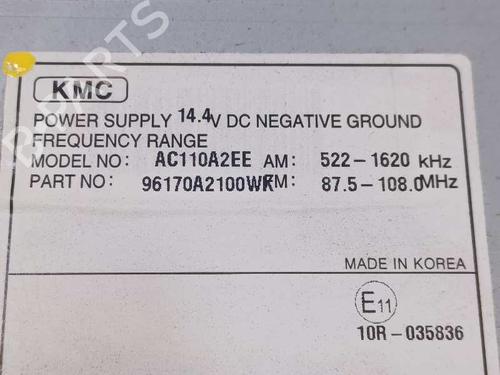 KMC
POWER SUPPLY 14.4V DC NEGATIVE GROUND
FREQUENCY RANGE
MODEL NO: AC110A2EE AM: 522-1620 kHz
PART NO: 96170A2100WK FM: 87.5-108.0 MHz
MADE IN KOREA
E11
10R-035836